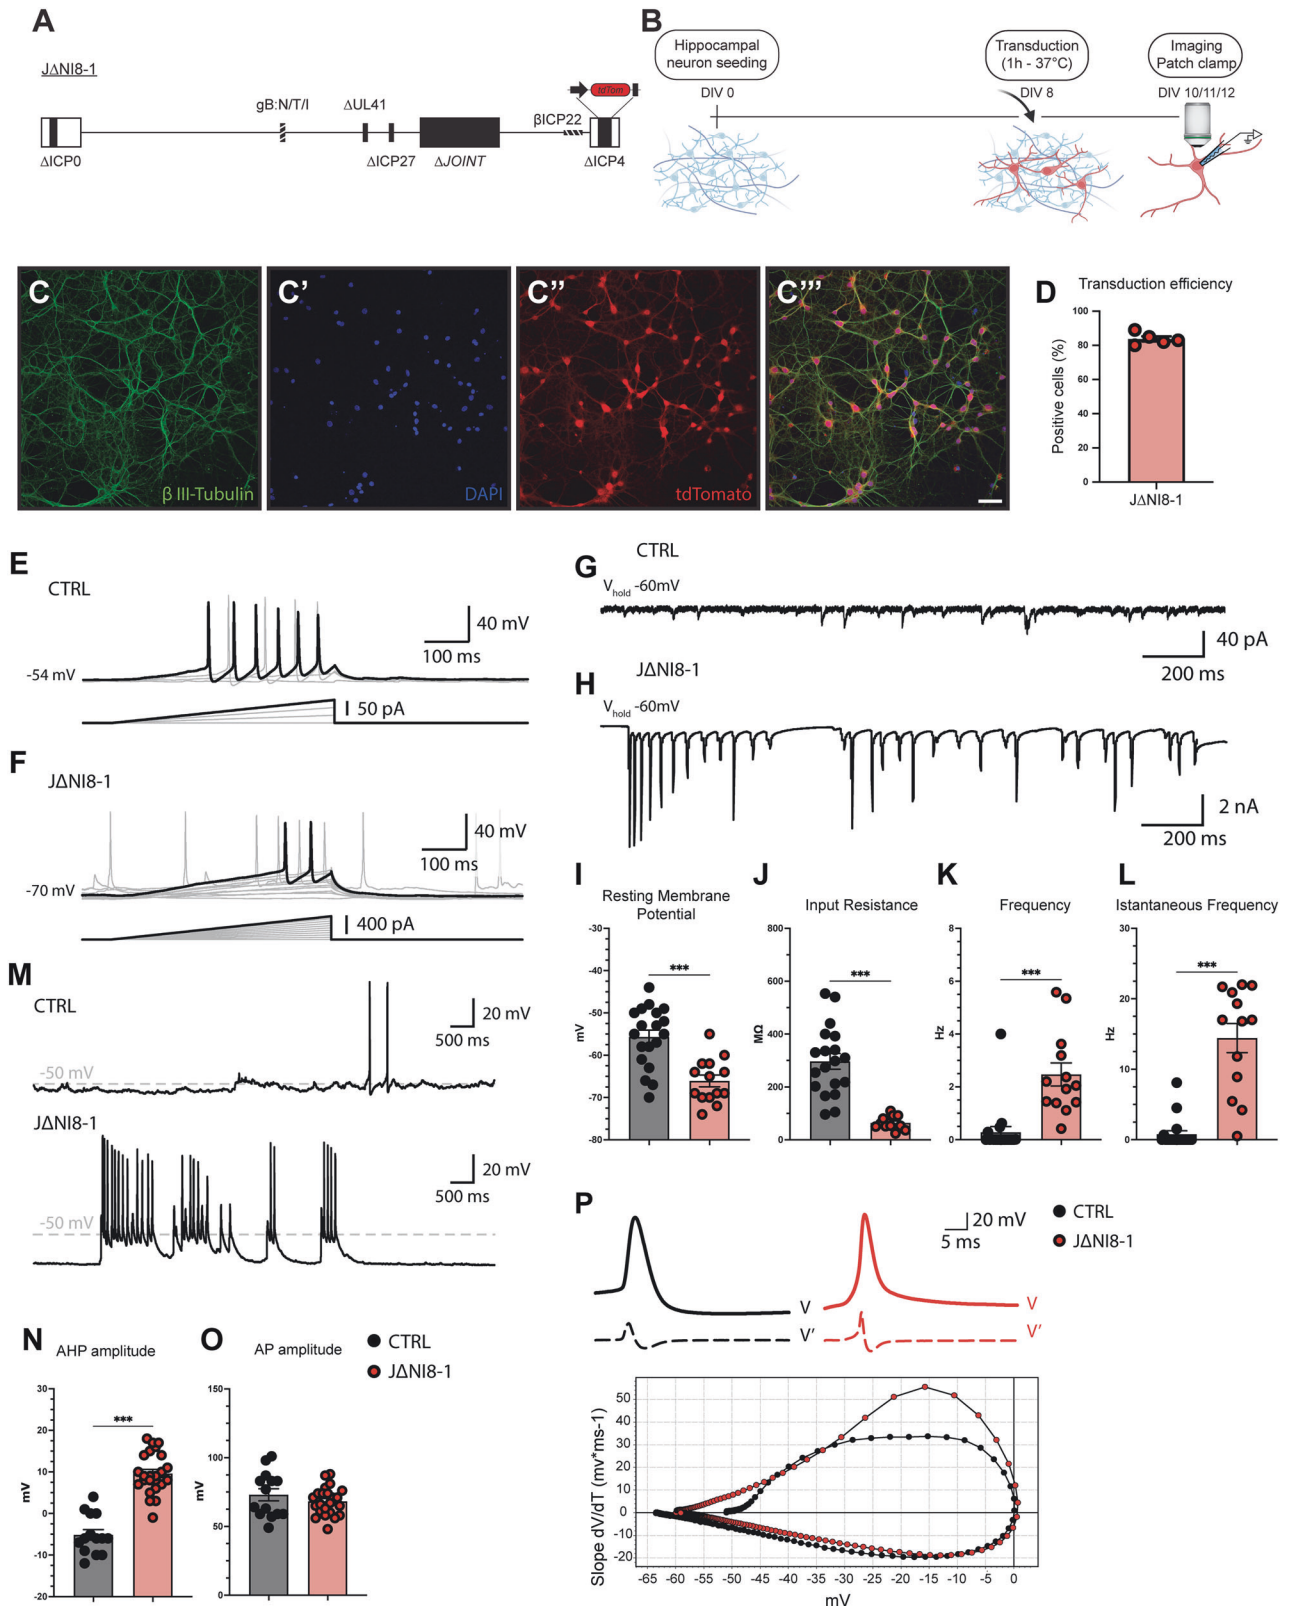 A
JΔNI8-1
gB:N/T/I
ΔUL41
βICP22
tdTom
ΔICP0
ΔICP27
ΔJOINT
ΔICP4
B
Hippocampal
neuron seeding
DIV 0
Transduction
(1h - 37°C)
DIV 8
Imaging
Patch clamp
DIV 10/11/12
C
β III-Tubulin
C'
DAPI
C''
tdTomato
C'''
D
Transduction efficiency
Positive cells (%)
100
80
60
40
20
0
JΔNI8-1
E
CTRL
-54 mV
40 mV
100 ms
50 pA
F
JΔNI8-1
-70 mV
40 mV
100 ms
400 pA
G
CTRL
Vhold -60mV
40 pA
200 ms
H
JΔNI8-1
Vhold -60mV
2 nA
200 ms
I
Resting Membrane
Potential
mV
-30
-40
-50
-60
-70
-80
***
J
Input Resistance
MΩ
800
600
400
200
0
***
K
Frequency
Hz
8
6
4
2
0
***
L
Istantaneous Frequency
Hz
30
20
10
0
***
M
CTRL
-50 mV
20 mV
500 ms
JΔNI8-1
-50 mV
20 mV
500 ms
N
AHP amplitude
mV
30
20
10
0
-10
-20
***
O
AP amplitude
mV
150
100
50
0
CTRL
JΔNI8-1
P
20 mV
5 ms
CTRL
JΔNI8-1
V
V'
V
V'
Slope dV/dT (mv*ms-1)
50
40
30
20
10
0
-10
-20
-65 -60 -55 -50 -45 -40 -35 -30 -25 -20 -15 -10 -5 0
mV